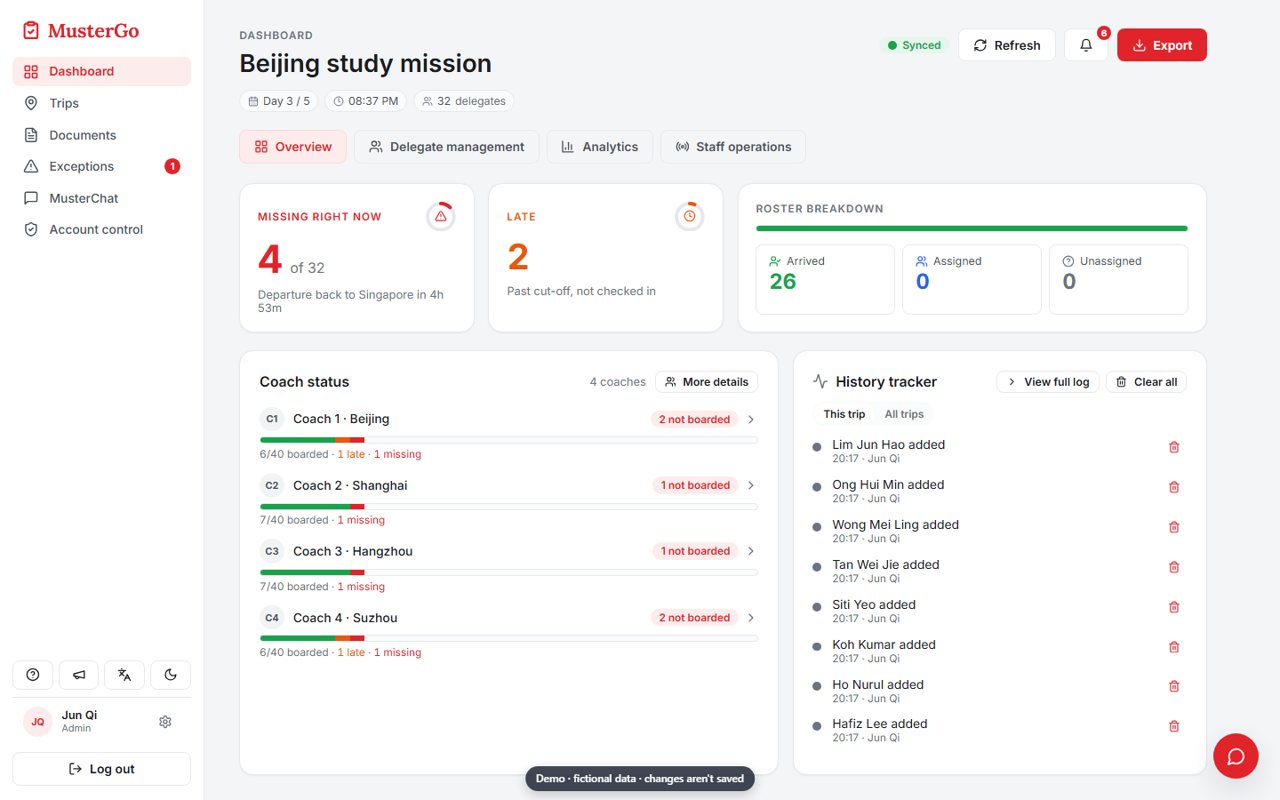 MusterGo
Dashboard
Trips
Documents
Exceptions
1
MusterChat
Account control
Jun Qi
JQ
Admin
Log out
DASHBOARD
Beijing study mission
Day 3 / 5
08:37 PM
32 delegates
Synced
Refresh
6
Export
Overview
Delegate management
Analytics
Staff operations
MISSING RIGHT NOW
4 of 32
Departure back to Singapore in 4h
53m
LATE
2
Past cut-off, not checked in
ROSTER BREAKDOWN
Arrived
26
Assigned
0
Unassigned
0
Coach status
4 coaches
More details
C1 Coach 1 · Beijing
2 not boarded
6/40 boarded · 1 late · 1 missing
C2 Coach 2 · Shanghai
1 not boarded
7/40 boarded · 1 missing
C3 Coach 3 · Hangzhou
1 not boarded
7/40 boarded · 1 missing
C4 Coach 4 · Suzhou
2 not boarded
6/40 boarded · 1 late · 1 missing
History tracker
View full log
Clear all
This trip
All trips
Lim Jun Hao added
20:17 · Jun Qi
Ong Hui Min added
20:17 · Jun Qi
Wong Mei Ling added
20:17 · Jun Qi
Tan Wei Jie added
20:17 · Jun Qi
Siti Yeo added
20:17 · Jun Qi
Koh Kumar added
20:17 · Jun Qi
Ho Nurul added
20:17 · Jun Qi
Hafiz Lee added
20:17 · Jun Qi
Demo · fictional data · changes aren't saved